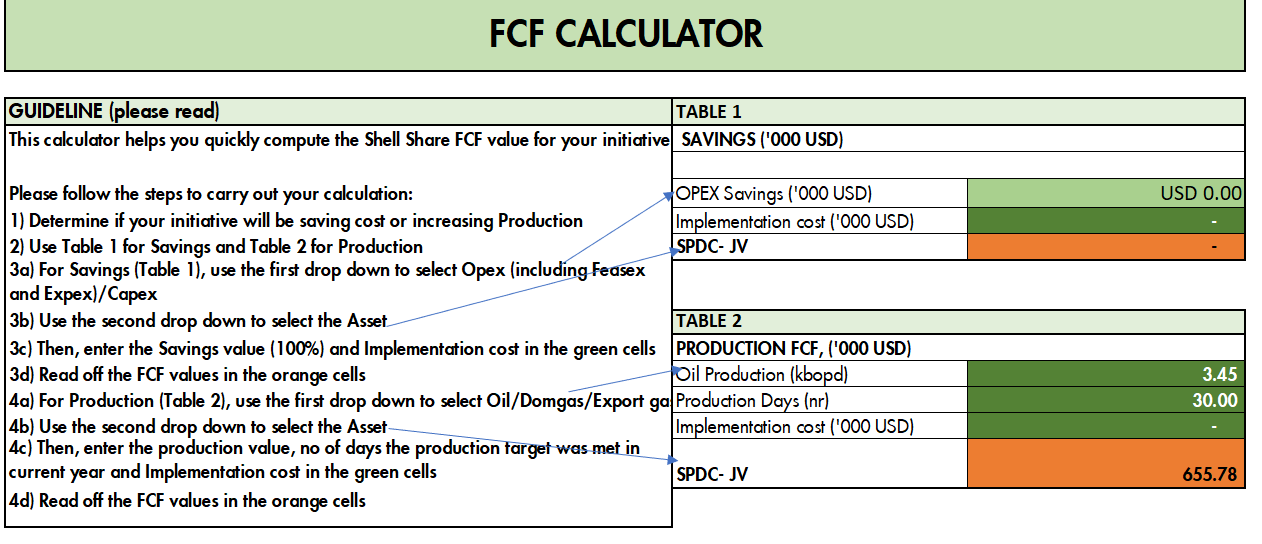 FCF CALCULATOR
GUIDELINE (please read)
This calculator helps you quickly compute the Shell Share FCF value for your initiative
Please follow the steps to carry out your calculation:
1) Determine if your initiative will be saving cost or increasing Production
2) Use Table 1 for Savings and Table 2 for Production
3a) For Savings (Table 1), use the first drop down to select Opex (including Feasex
and Expex)/Capex
3b) Use the second drop down to select the Asset
3c) Then, enter the Savings value (100%) and Implementation cost in the green cells
3d) Read off the FCF values in the orange cells
4a) For Production (Table 2), use the first drop down to select Oil/Domgas/Export ga
4b) Use the second drop down to select the Asset
4c) Then, enter the production value, no of days the production target was met in
current year and Implementation cost in the green cells
4d) Read off the FCF values in the orange cells
TABLE 1
SAVINGS ('000 USD)
OPEX Savings ('000 USD) USD 0.00
Implementation cost ('000 USD) -
SPDC- JV -
TABLE 2
PRODUCTION FCF, ('000 USD)
Oil Production (kbopd) 3.45
Production Days (nr) 30.00
Implementation cost ('000 USD) -
SPDC- JV 655.78